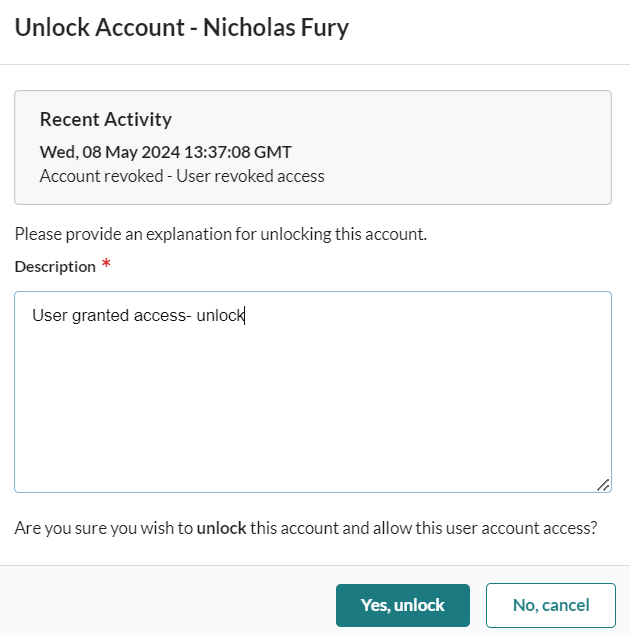 Unlock Account - Nicholas Fury
Recent Activity
Wed, 08 May 2024 13:37:08 GMT
Account revoked - User revoked access
Please provide an explanation for unlocking this account.
Description *
User granted access- unlock
Are you sure you wish to unlock this account and allow this user account access?
Yes, unlock
No, cancel